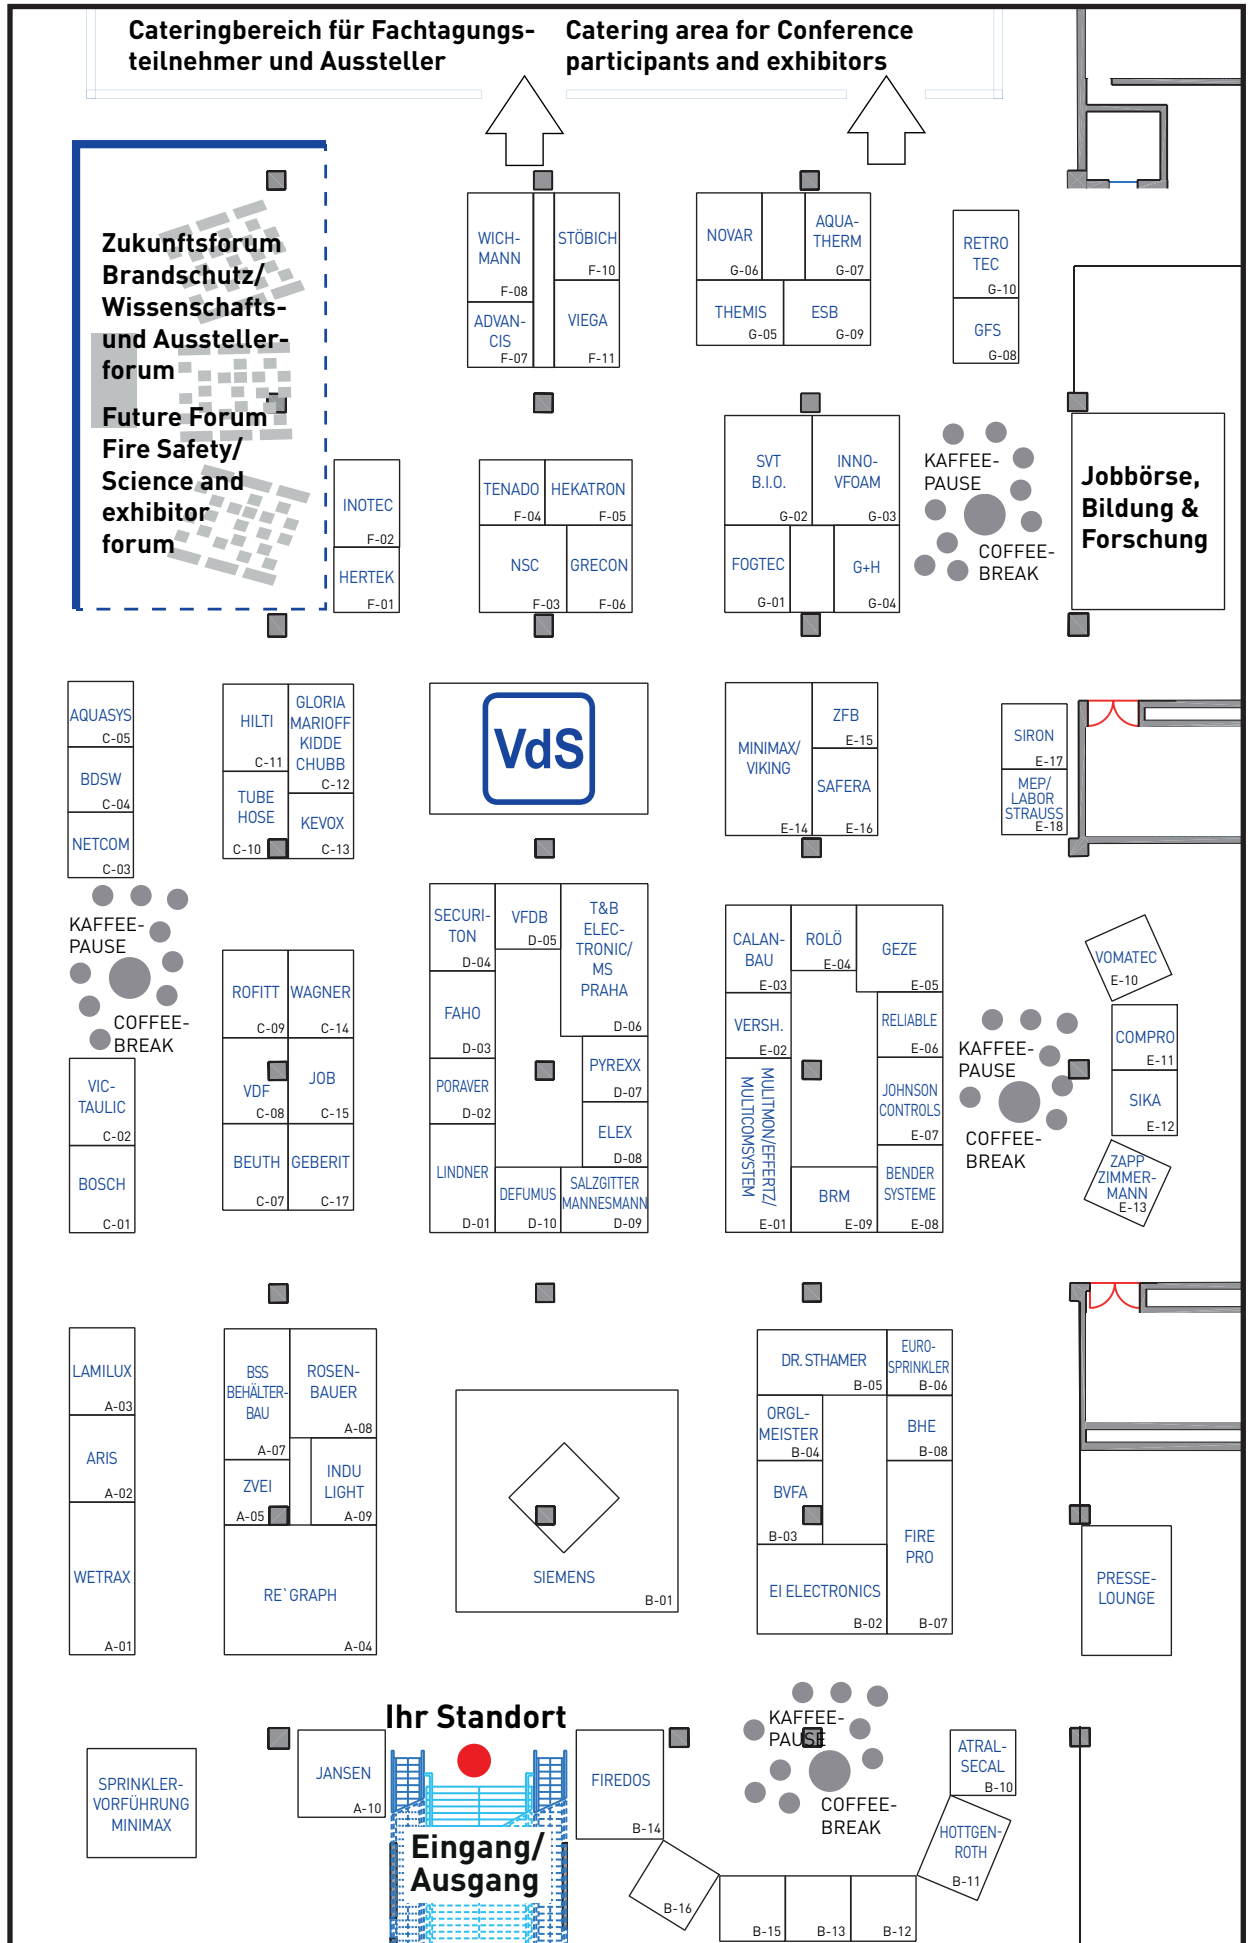 Cateringbereich für Fachtagungs-
teilnehmer und Aussteller
Catering area for Conference
participants and exhibitors
Zukunftsforum
Brandschutz/
Wissenschafts-
und Aussteller-
forum
Future Forum
Fire Safety/
Science and
exhibitor
forum
WICH-
MANN
F-08
STÖBICH
F-10
ADVAN-
CIS
F-07
VIEGA
F-11
NOVAR
G-06
AQUA-
THERM
G-07
THEMIS
G-05
ESB
G-09
RETRO
TEC
G-10
GFS
G-08
INOTEC
F-02
HERTEK
F-01
TENADO
F-04
HEKATRON
F-05
NSC
F-03
GRECON
F-06
SVT
B.I.O.
G-02
INNO-
VFOAM
G-03
FOGTEC
G-01
G+H
G-04
KAFFEE-
PAUSE
COFFEE-
BREAK
Jobbörse,
Bildung &
Forschung
AQUASYS
C-05
BDSW
C-04
NETCOM
C-03
HILTI
C-11
GLORIA
MARIOFF
KIDDE
CHUBB
C-12
TUBE
HOSE
C-10
KEVOX
C-13
VdS
MINIMAX/
VIKING
E-14
ZFB
E-15
SAFERA
E-16
SIRON
E-17
MEP/
LABOR
STRAUSS
E-18
KAFFEE-
PAUSE
COFFEE-
BREAK
ROFITT
C-09
WAGNER
C-14
VDF
C-08
JOB
C-15
BEUTH
C-07
GEBERIT
C-17
VIC-
TAULIC
C-02
BOSCH
C-01
SECURI-
TON
D-04
VFDB
D-05
T&B
ELEC-
TRONIC/
MS
PRAHA
D-06
FAHO
D-03
PYREXX
D-07
PORAVER
D-02
ELEX
D-08
LINDNER
D-01
DEFUMUS
D-10
SALZGITTER
MANNESMANN
D-09
CALAN-
BAU
E-03
ROLÖ
E-04
GEZE
E-05
VERSH.
E-02
RELIABLE
E-06
MULITMON/EFFERTZ/
MULTICOMSYSTEM
E-01
JOHNSON
CONTROLS
E-07
BRM
E-09
BENDER
SYSTEME
E-08
KAFFEE-
PAUSE
COFFEE-
BREAK
VOMATEC
E-10
COMPRO
E-11
SIKA
E-12
ZAPP
ZIMMER-
MANN
E-13
LAMILUX
A-03
ARIS
A-02
WETRAX
A-01
BSS
BEHÄLTER-
BAU
A-07
ROSEN-
BAUER
A-08
ZVEI
A-05
INDU
LIGHT
A-09
RE`GRAPH
A-04
SIEMENS
B-01
DR. STHAMER
B-05
EURO-
SPRINKLER
B-06
ORGL-
MEISTER
B-04
BHE
B-08
BVFA
B-03
FIRE
PRO
B-07
EI ELECTRONICS
B-02
PRESSE-
LOUNGE
SPRINKLER-
VORFÜHRUNG
MINIMAX
JANSEN
A-10
Ihr Standort
Eingang/
Ausgang
FIREDOS
B-14
KAFFEE-
PAUSE
COFFEE-
BREAK
ATRAL-
SECAL
B-10
HOTTGEN-
ROTH
B-11
B-16
B-15
B-13
B-12